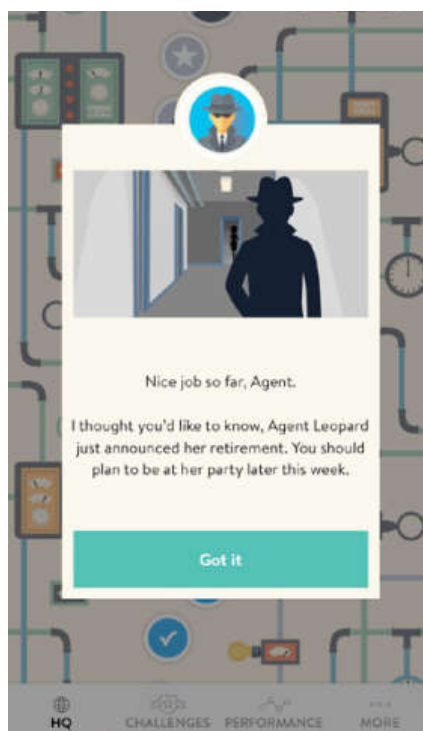 Nice job so far, Agent.
I thought you'd like to know, Agent Leopard
just announced her retirement. You should
plan to be at her party later this week.
Got it
HQ
CHALLENGES
PERFORMANCE
MORE